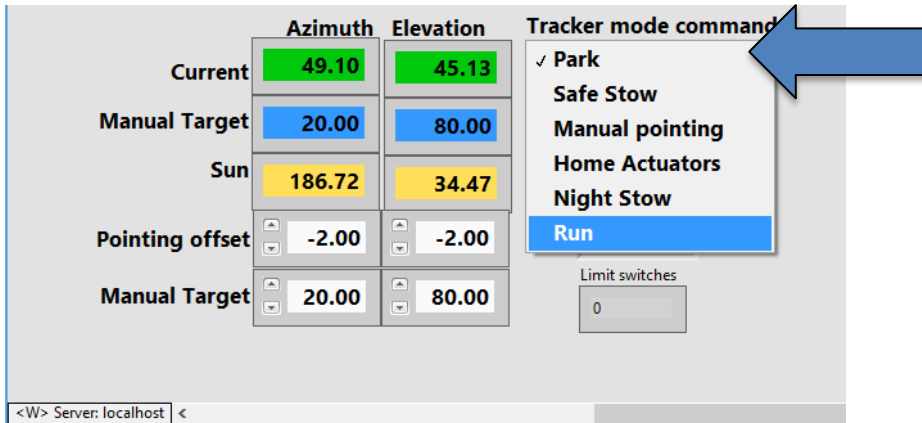 Azimuth Elevation Tracker mode command
Current 49.10 45.13 ✓ Park
Safe Stow
Manual Target 20.00 80.00 Manual pointing
Home Actuators
Sun 186.72 34.47 Night Stow
Pointing offset -2.00 -2.00 Run
Limit switches
Manual Target 20.00 80.00 0
<W> Server: localhost <